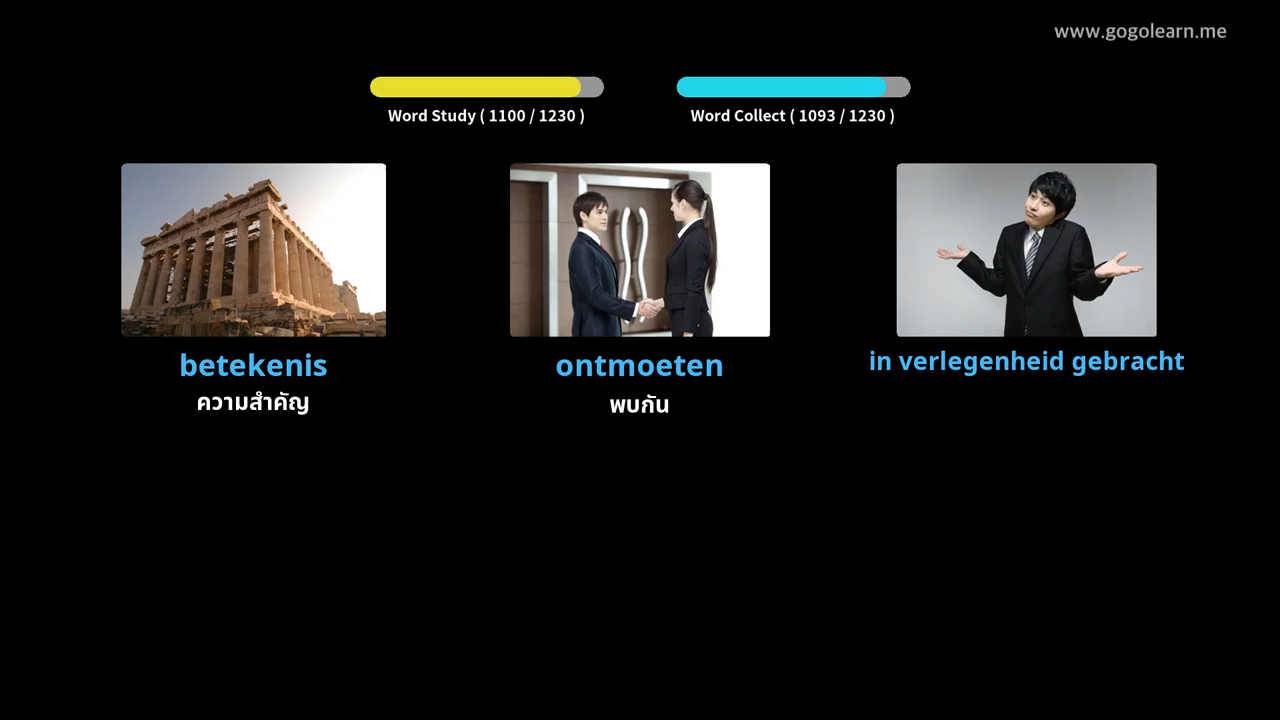 www.gogolearn.me
Word Study ( 1100 / 1230 )
Word Collect ( 1093 / 1230 )
betekenis
ontmoeten
in verlegenheid gebracht
ความสำคัญ
พบกัน